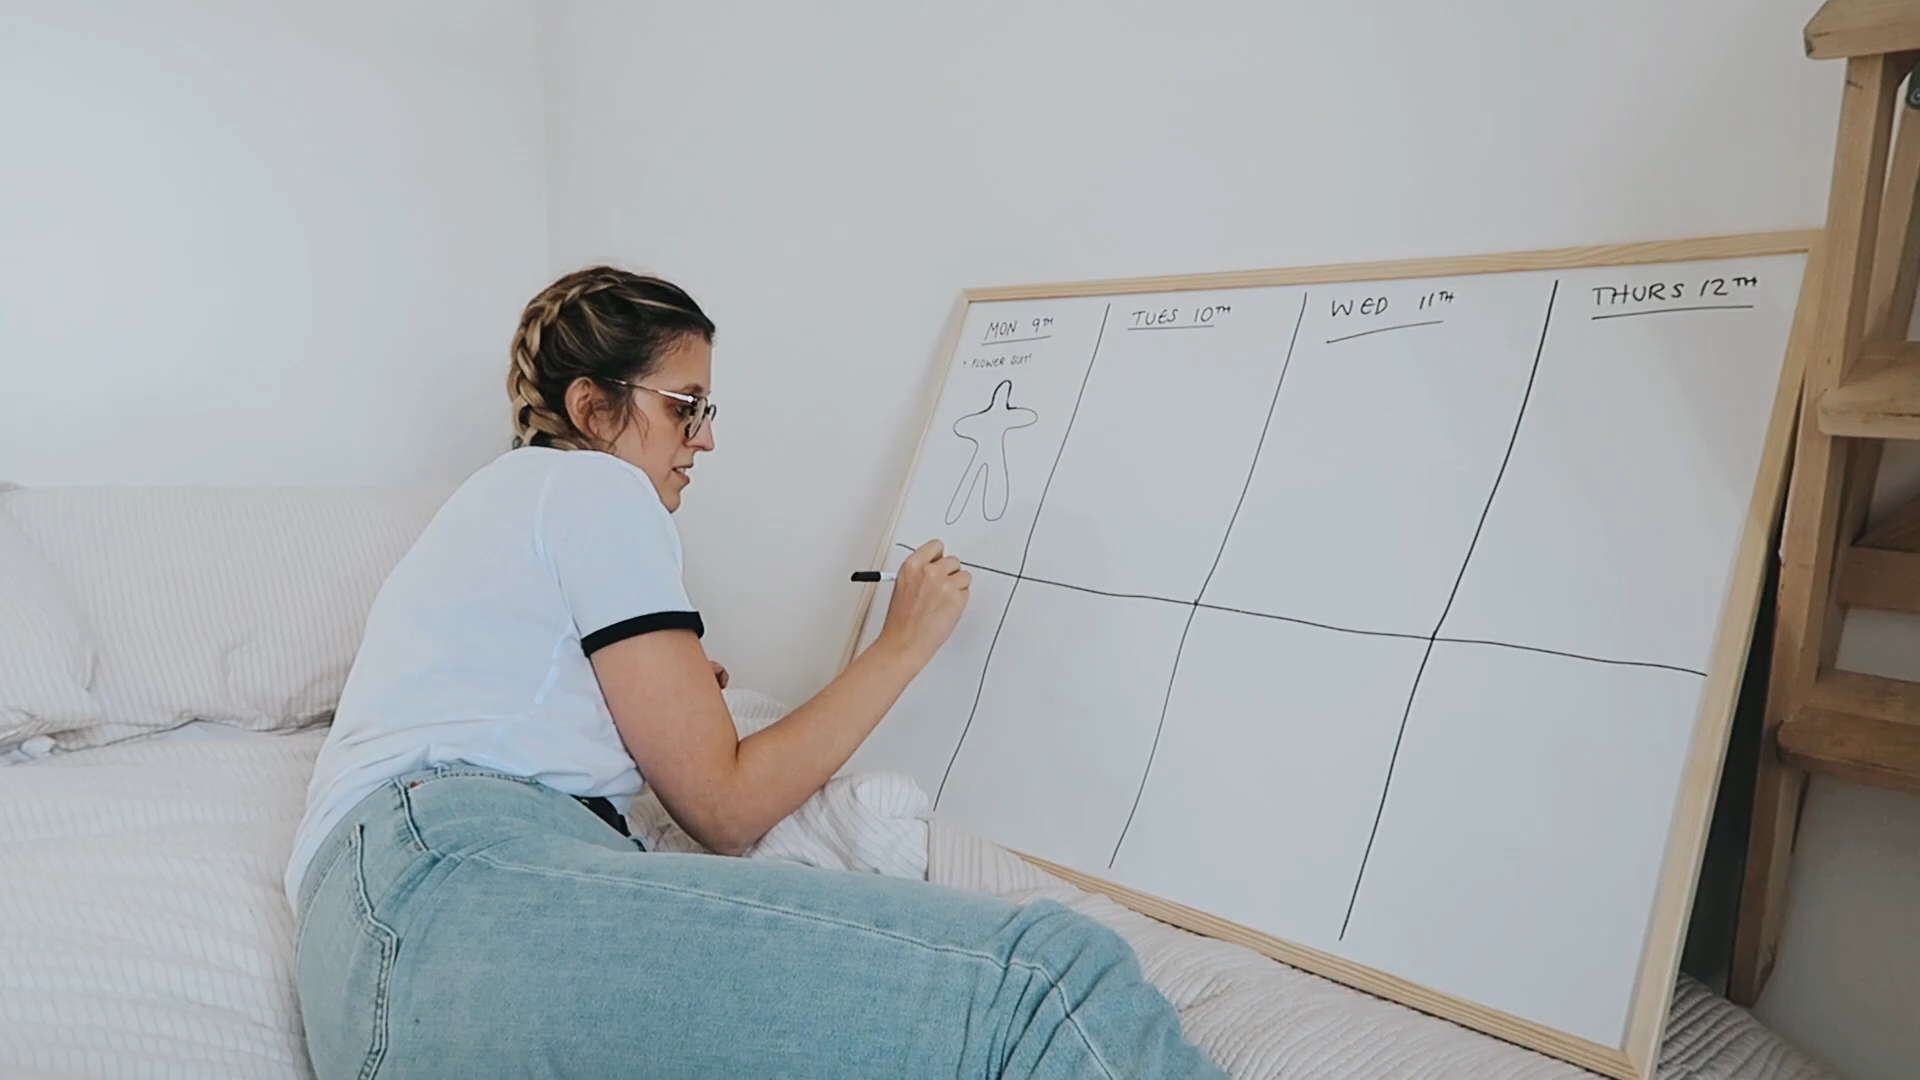 MON 9TH
• FLOWER SUIT!
TUES 10TH
WED 11TH
THURS 12TH